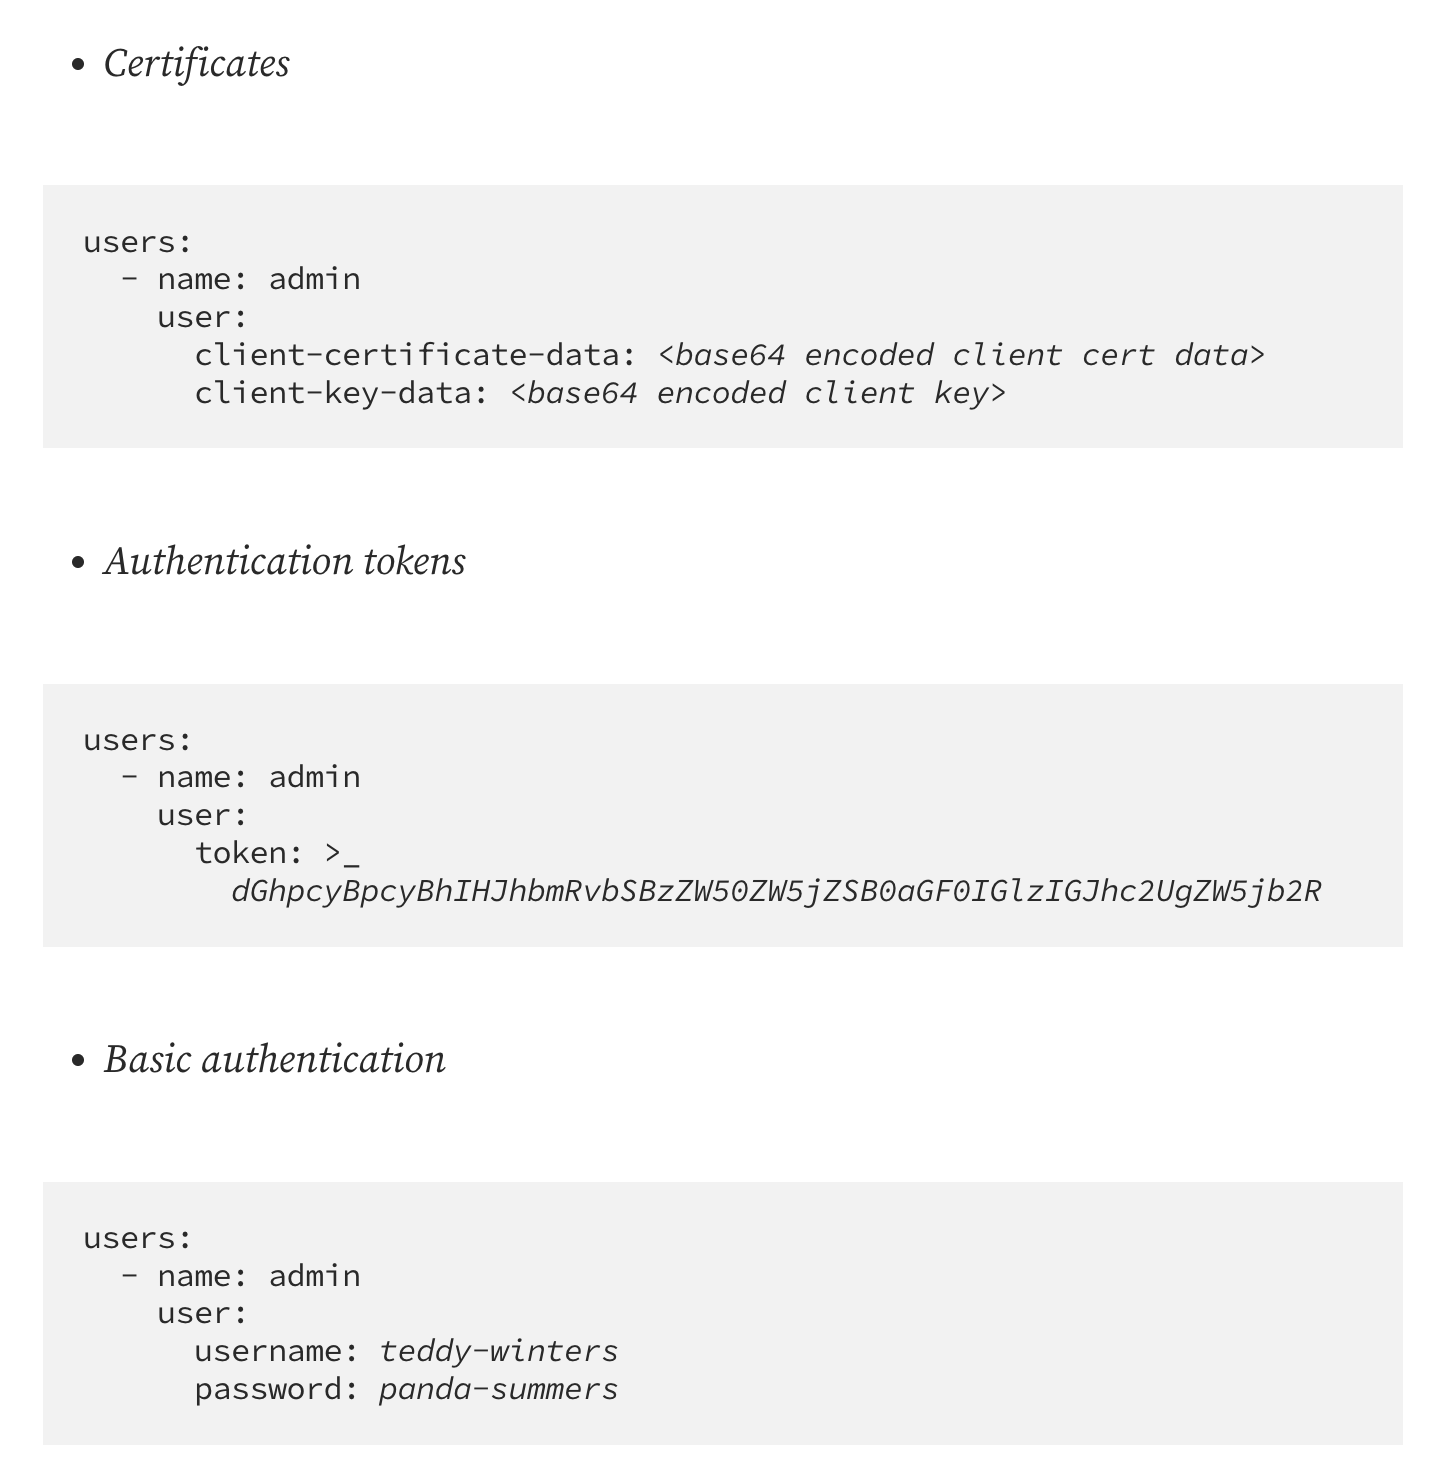 • Certificates
users:
  - name: admin
    user:
      client-certificate-data: <base64 encoded client cert data>
      client-key-data: <base64 encoded client key>
• Authentication tokens
users:
  - name: admin
    user:
      token: >_
        dGhpcyBpcyBhIHJhbmRvbSBzZW50ZW5jZSB0aGF0IGlzIGJhc2UgZW5jb2R
• Basic authentication
users:
  - name: admin
    user:
      username: teddy-winters
      password: panda-summers